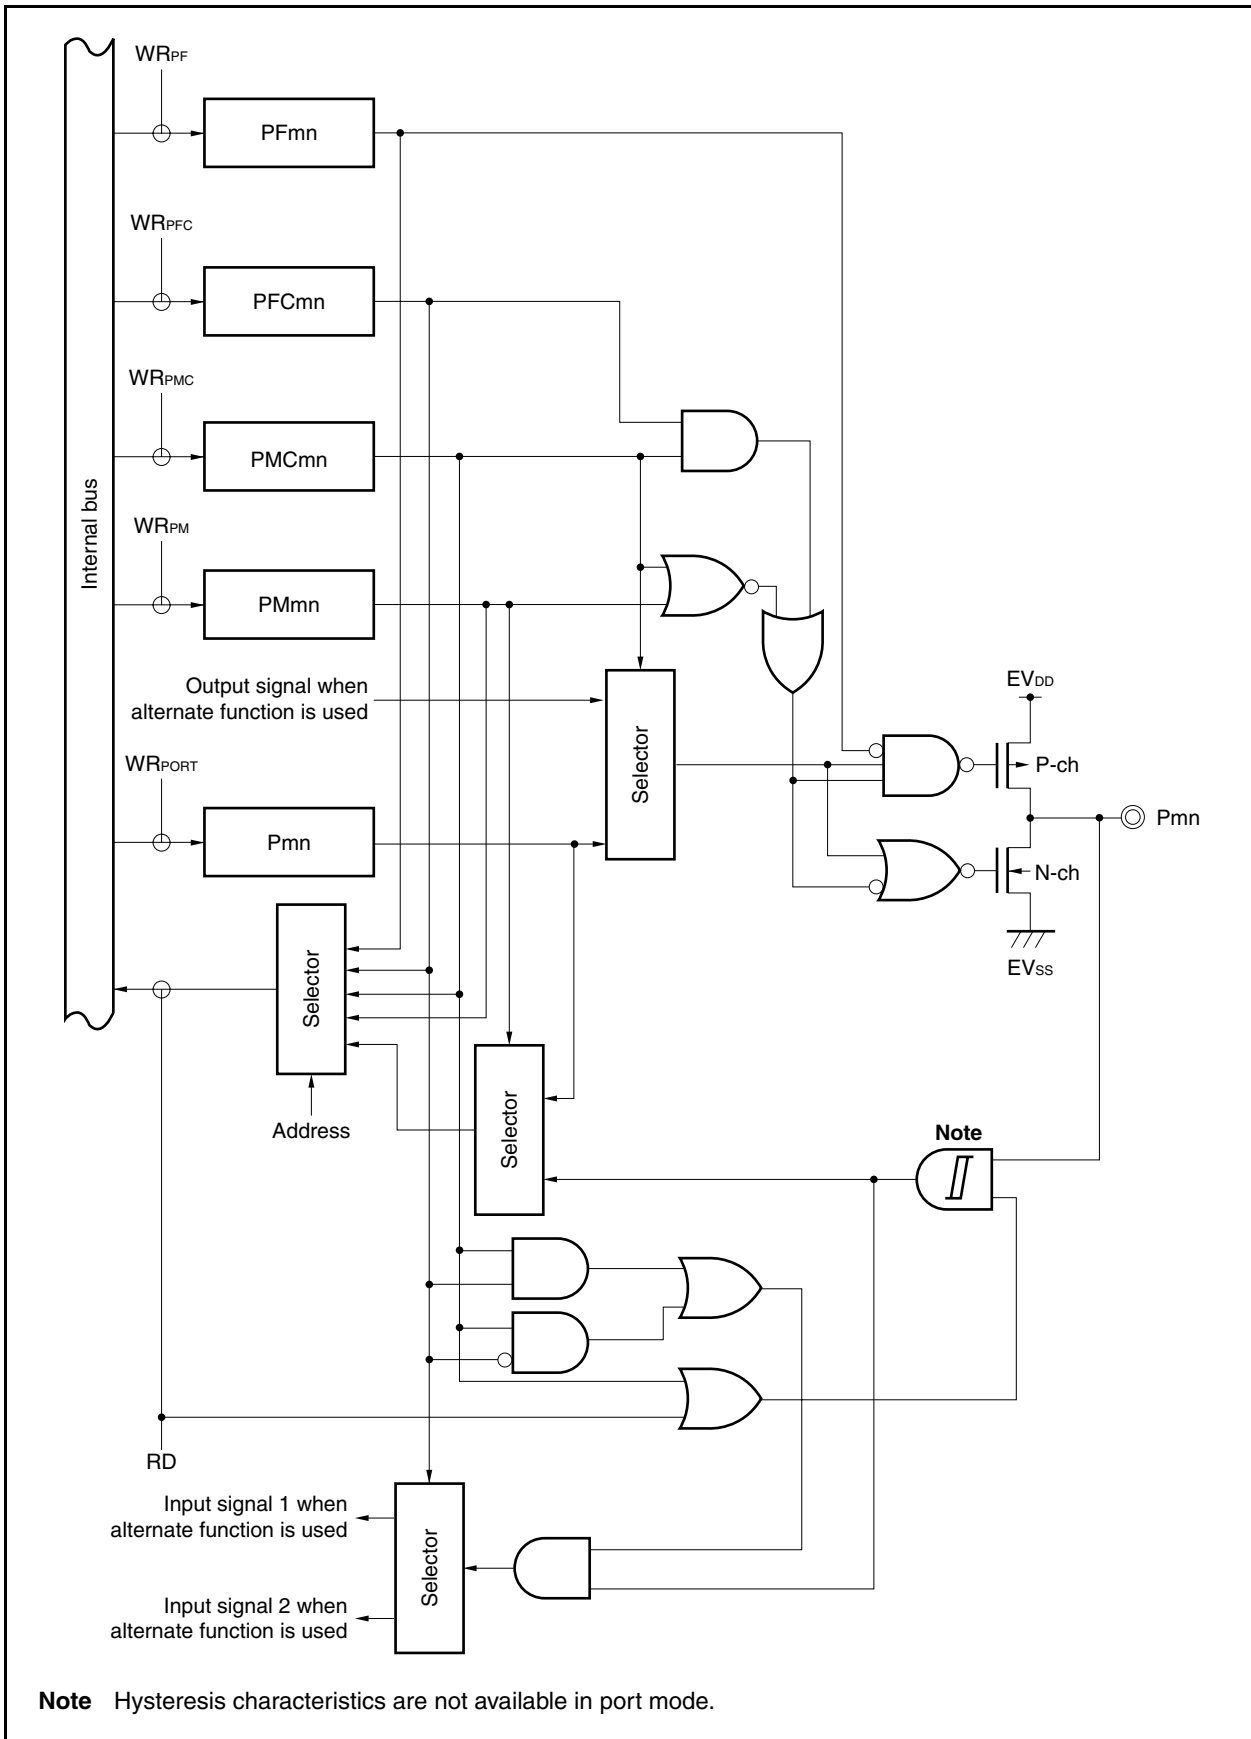 WRPF
PFmn
WRPFC
PFCmn
WRPMC
PMCmn
Internal bus
WRPM
PMmn
Output signal when
alternate function is used
Selector
EVDD
P-ch
WRPORT
Pmn
Pmn
N-ch
EVSS
Selector
Address
Selector
Note
RD
Input signal 1 when
alternate function is used
Selector
Input signal 2 when
alternate function is used
Note Hysteresis characteristics are not available in port mode.